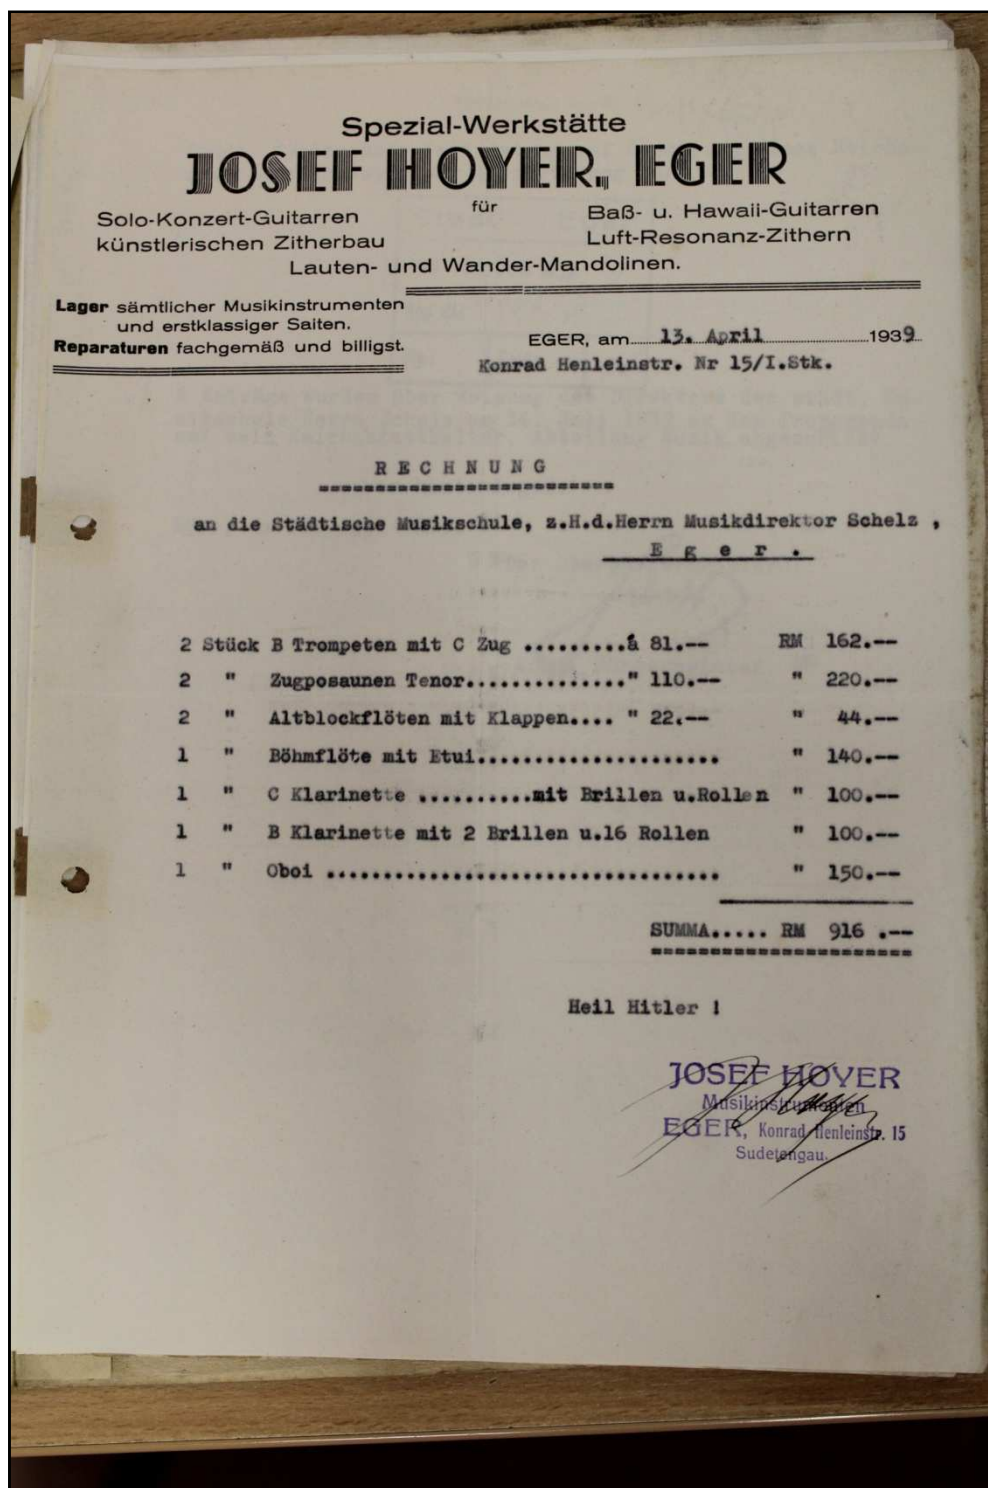 Spezial-Werkstätte
JOSEF HOYER, EGER
für
Solo-Konzert-Guitarren Baß- u. Hawaii-Guitarren
künstlerischen Zitherbau Luft-Resonanz-Zithern
Lauten- und Wander-Mandolinen.
Lager sämtlicher Musikinstrumenten
und erstklassiger Saiten.
Reparaturen fachgemäß und billigst.
EGER, am 13. April 1939
Konrad Henleinstr. Nr 15/I.Stk.
RECHNUNG
an die Städtische Musikschule, z.H.d.Herrn Musikdirektor Schelz ,
E g e r .
2 Stück B Trompeten mit C Zug .........á 81.-- RM 162.--
2 " Zugposaunen Tenor..............." 110.-- " 220.--
2 " Altblockflöten mit Klappen.... " 22.-- " 44.--
1 " Böhmflöte mit Etui...................... " 140.--
1 " C Klarinette ..........mit Brillen u.Rollen " 100.--
1 " B Klarinette mit 2 Brillen u.16 Rollen " 100.--
1 " Oboi ................................... " 150.--
SUMMA..... RM 916 .--
Heil Hitler !
JOSEF HOYER
Musikinstrumenten
EGER, Konrad Henleinstr. 15
Sudetengau.